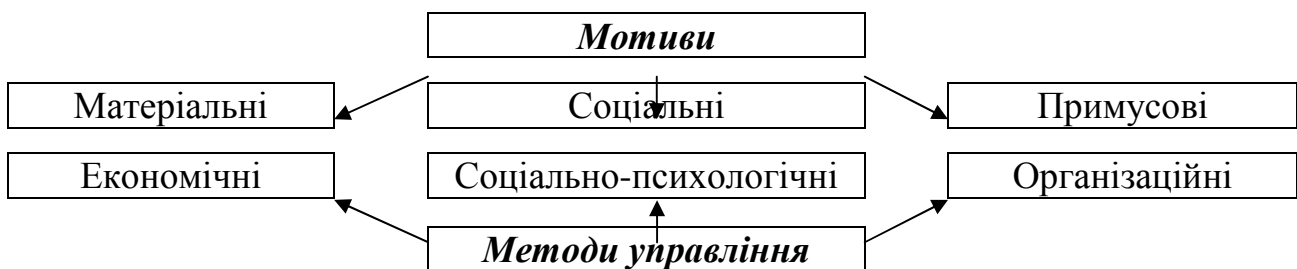 Мотиви
Матеріальні Соціальні Примусові
Економічні Соціально-психологічні Організаційні
Методи управління